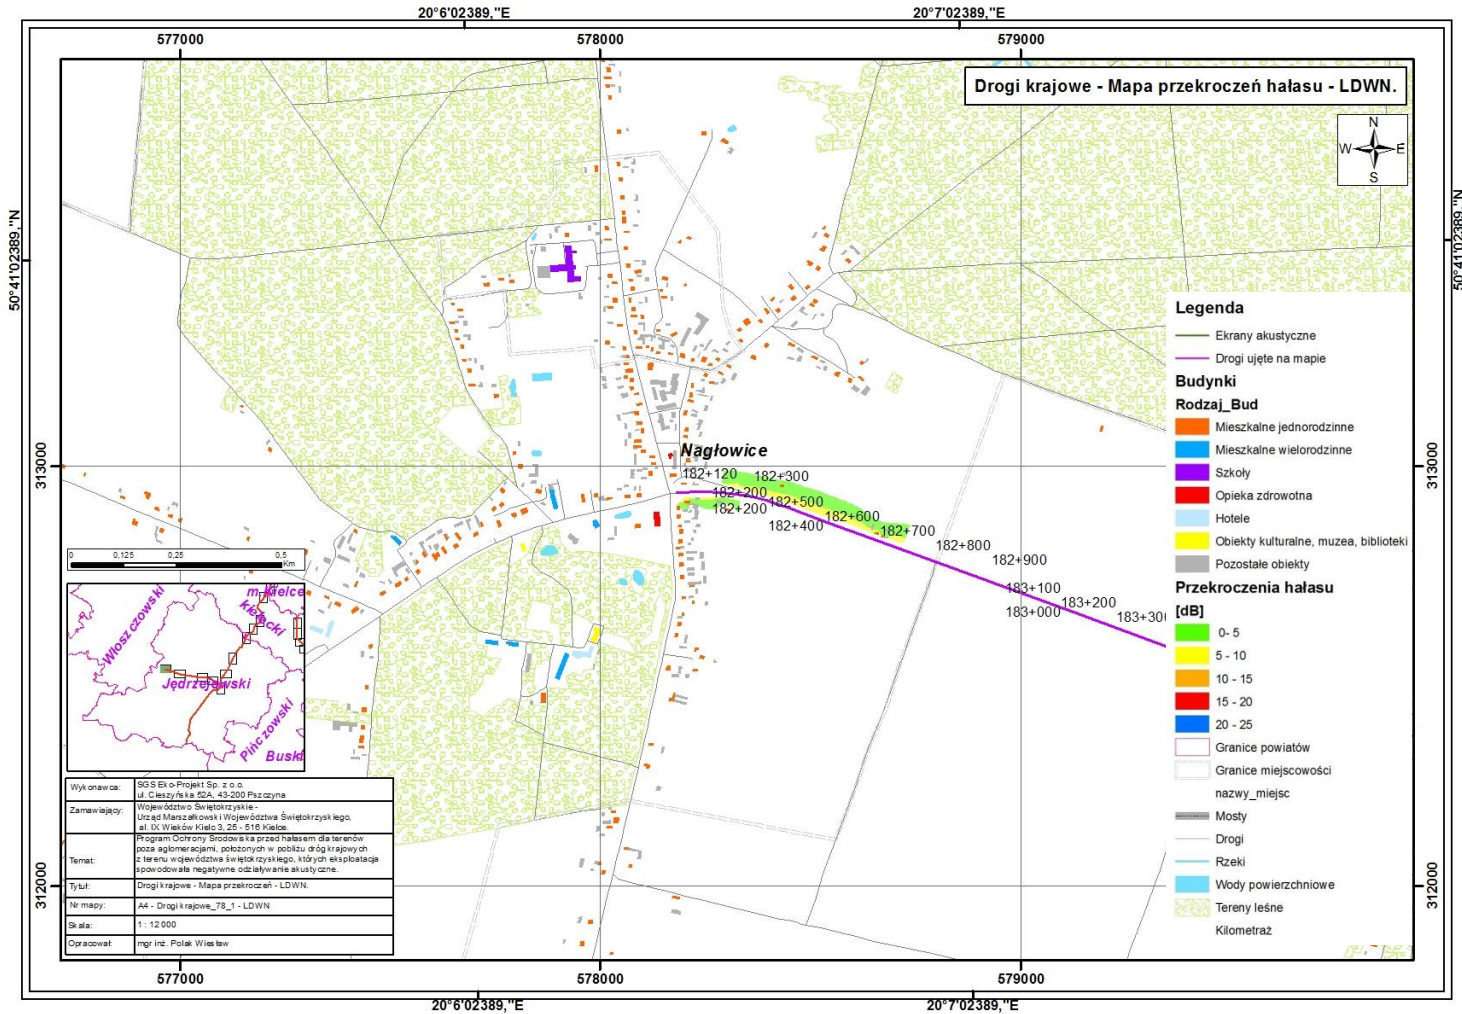 20°6'02389,"E
20°7'02389,"E
577000
578000
579000
Drogi krajowe - Mapa przekroczeń hałasu - LDWN.
N
W
E
S
50°41'02389,"N
50°41'02389,"N
313000
313000
312000
312000
Nagłowice
182+120
182+300
182+200
182+200
182+500
182+400
182+600
182+700
182+800
182+900
183+100
183+000
183+200
183+300
0
0,125
0,25
0,5
Km
m Kielce
kielecki
Włoszczowski
Jędrzejewski
Pińczowski
Busk
Wykonawca:
SGS Eko-Projekt Sp. z o.o.
ul. Cieszyńska 52A, 43-200 Pszczyna
Zamawiający:
Województwo Świętokrzyskie -
Urząd Marszałkowski Województwa Świętokrzyskiego,
al. IX Wieków Kielc 3, 25 - 516 Kielce.
Temat:
Program Ochrony Środowiska przed hałasem dla terenów
poza aglomeracjami, położonych w pobliżu dróg krajowych
z terenu województwa świętokrzyskiego, których eksploatacja
spowodowała negatywne odziaływanie akustyczne.
Tytuł:
Drogi krajowe - Mapa przekroczeń - LDWN.
Nr mapy:
A4 - Drogi krajowe_78_1 - LDWN
Skala:
1 : 12 000
Opracował:
mgr inż. Polak Wiesław
Legenda
Ekrany akustyczne
Drogi ujęte na mapie
Budynki
Rodzaj_Bud
Mieszkalne jednorodzinne
Mieszkalne wielorodzinne
Szkoły
Opieka zdrowotna
Hotele
Obiekty kulturalne, muzea, biblioteki
Pozostałe obiekty
Przekroczenia hałasu
[dB]
0- 5
5 - 10
10 - 15
15 - 20
20 - 25
Granice powiatów
Granice miejscowości
nazwy_miejsc
Mosty
Drogi
Rzeki
Wody powierzchniowe
Tereny leśne
Kilometraż
577000
578000
579000
20°6'02389,"E
20°7'02389,"E